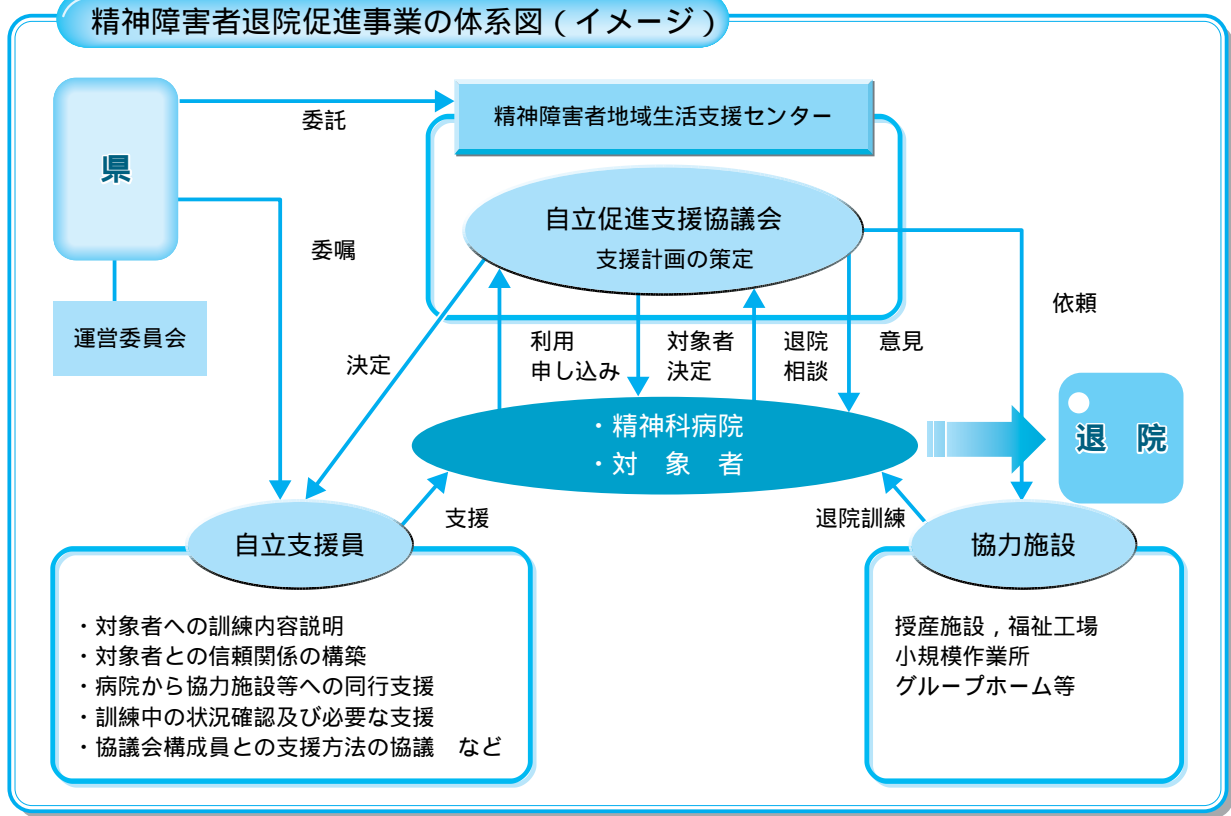 精神障害者退院促進事業の体系図（イメージ）
県
委託
精神障害者地域生活支援センター
自立促進支援協議会
支援計画の策定
委嘱
運営委員会
決定
利用
申し込み
対象者
決定
退院
相談
意見
依頼
・精神科病院
・対　象　者
退　院
支援
退院訓練
自立支援員
・対象者への訓練内容説明
・対象者との信頼関係の構築
・病院から協力施設等への同行支援
・訓練中の状況確認及び必要な支援
・協議会構成員との支援方法の協議　など
協力施設
授産施設，福祉工場
小規模作業所
グループホーム等